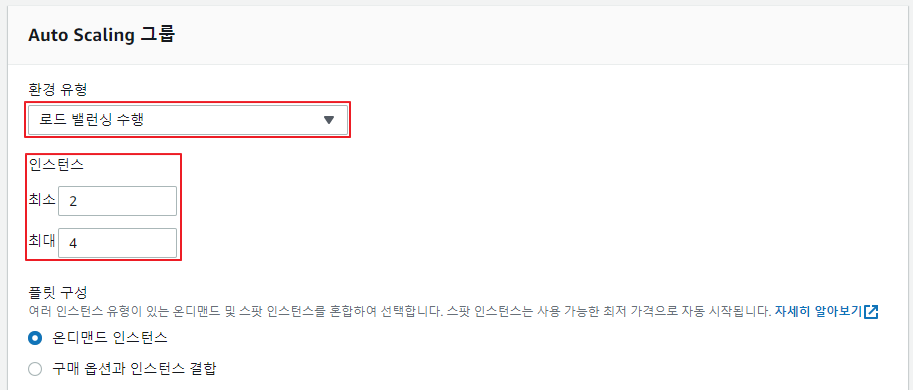 Auto Scaling 그룹
환경 유형
로드 밸런싱 수행
인스턴스
최소 2
최대 4
플릿 구성
여러 인스턴스 유형이 있는 온디맨드 및 스팟 인스턴스를 혼합하여 선택합니다. 스팟 인스턴스는 사용 가능한 최저 가격으로 자동 시작됩니다. 자세히 알아보기
온디맨드 인스턴스
구매 옵션과 인스턴스 결합